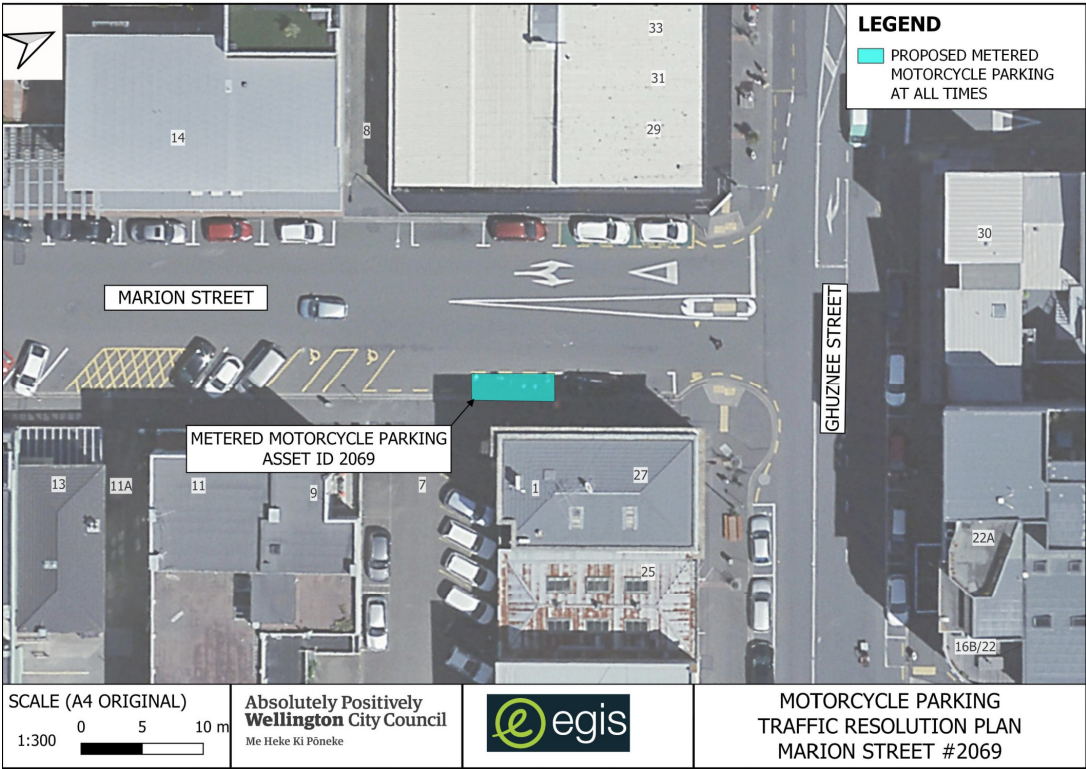 LEGEND
PROPOSED METERED
MOTORCYCLE PARKING
AT ALL TIMES
33
31
29
14
8
30
MARION STREET
GHUZNEE STREET
METERED MOTORCYCLE PARKING
ASSET ID 2069
13
11A
11
9
7
1
27
25
22A
16B/22
SCALE (A4 ORIGINAL)
0 5 10 m
1:300
Absolutely Positively
Wellington City Council
Me Heke Ki Pōneke
egis
MOTORCYCLE PARKING
TRAFFIC RESOLUTION PLAN
MARION STREET #2069